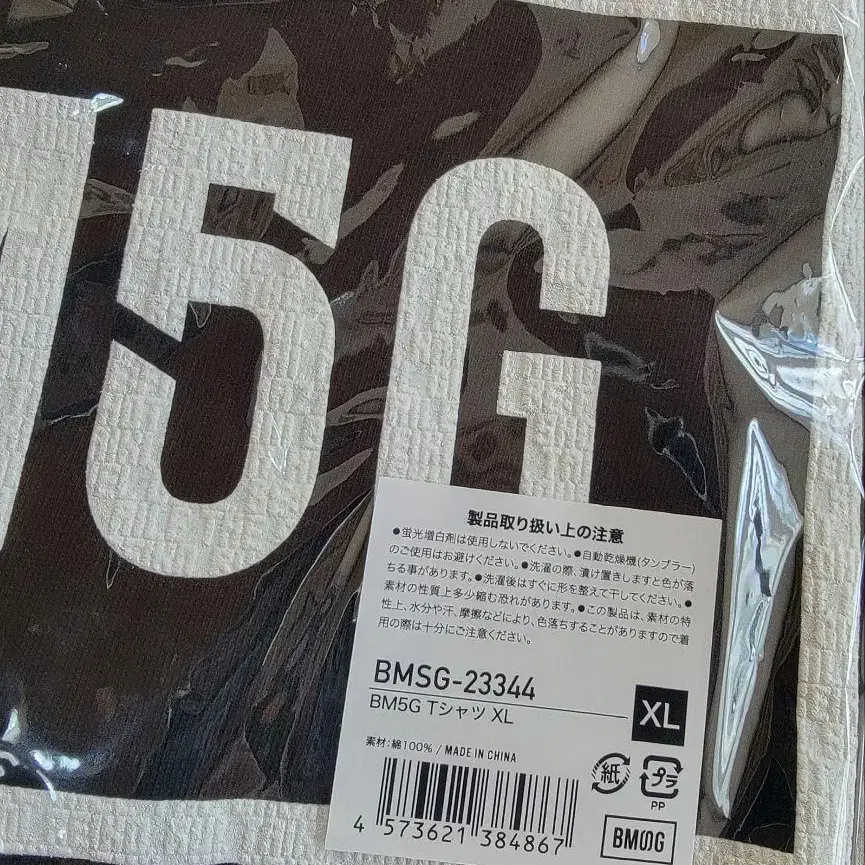 5G
製品取り扱い上の注意
●蛍光増白剤は使用しないでください。●自動乾燥機(タンブラー)
のご使用はお避けください。●洗濯の際、漬け置きしますと色が落
ちる事があります。●洗濯後はすぐに形を整えて干してください。●
素材の性質上多少縮む恐れがあります。●この製品は、素材の特
性上、水分や汗、摩擦などにより、色落ちすることがありますので着
用の際は十分にご注意ください。
BMSG-23344
BM5G Tシャツ XL
XL
素材:綿100% / MADE IN CHINA
紙
プラ
PP
4 573621 384867
BMSG